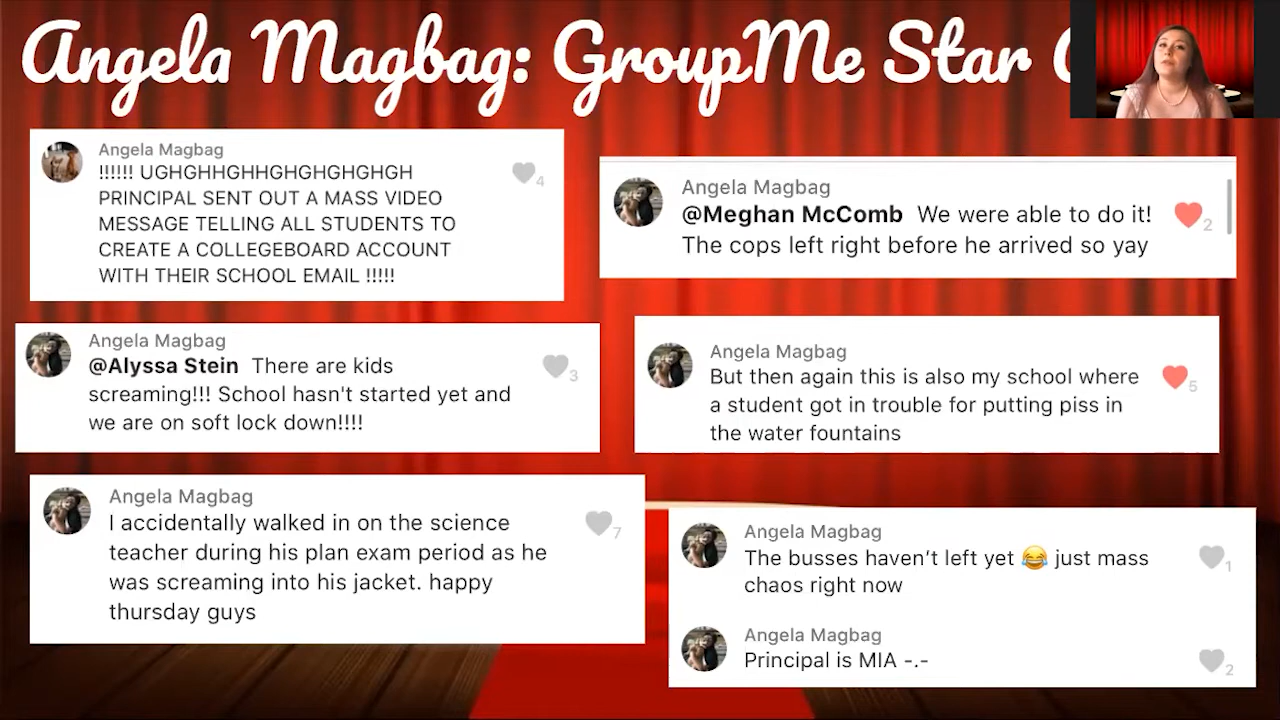 Angela Magbag: GroupMe Star
Angela Magbag
!!!!!! UGHGHHGHHGHGHGHGHGH
PRINCIPAL SENT OUT A MASS VIDEO
MESSAGE TELLING ALL STUDENTS TO
CREATE A COLLEGEBOARD ACCOUNT
WITH THEIR SCHOOL EMAIL !!!!!
4
Angela Magbag
@Meghan McComb We were able to do it!
The cops left right before he arrived so yay
2
Angela Magbag
@Alyssa Stein There are kids
screaming!!! School hasn't started yet and
we are on soft lock down!!!!
3
Angela Magbag
But then again this is also my school where
a student got in trouble for putting piss in
the water fountains
5
Angela Magbag
I accidentally walked in on the science
teacher during his plan exam period as he
was screaming into his jacket. happy
thursday guys
7
Angela Magbag
The busses haven't left yet 😂 just mass
chaos right now
1
Angela Magbag
Principal is MIA -.-
2